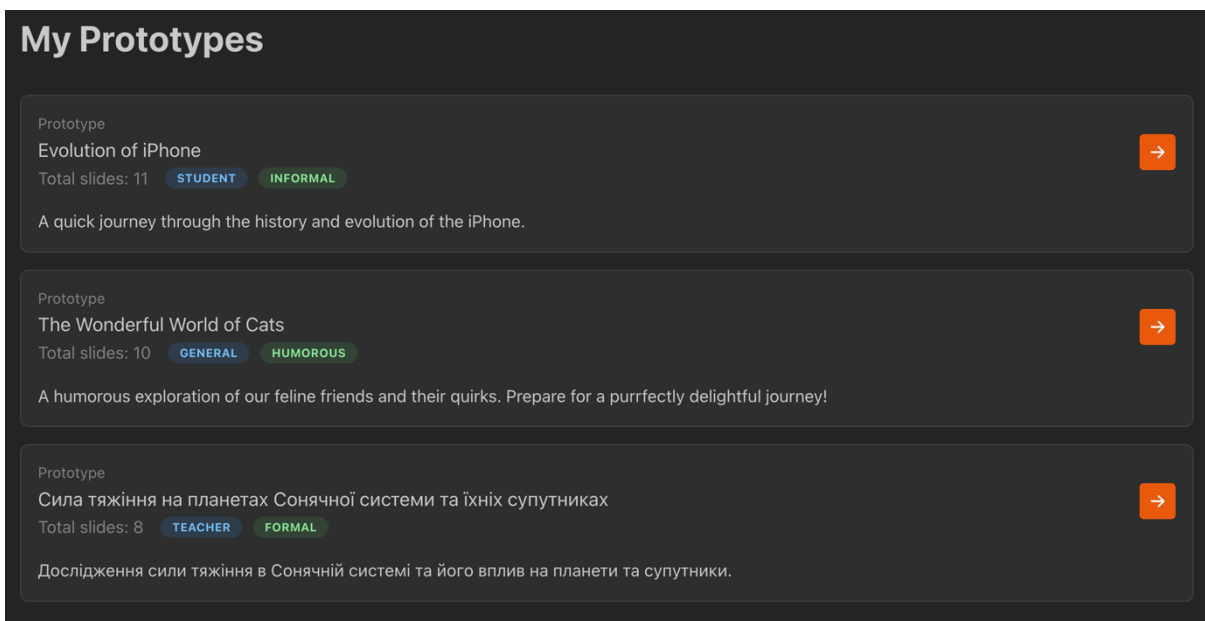 My Prototypes
Prototype
Evolution of iPhone
Total slides: 11 STUDENT INFORMAL
A quick journey through the history and evolution of the iPhone.
Prototype
The Wonderful World of Cats
Total slides: 10 GENERAL HUMOROUS
A humorous exploration of our feline friends and their quirks. Prepare for a purrfectly delightful journey!
Prototype
Сила тяжіння на планетах Сонячної системи та їхніх супутниках
Total slides: 8 TEACHER FORMAL
Дослідження сили тяжіння в Сонячній системі та його вплив на планети та супутники.